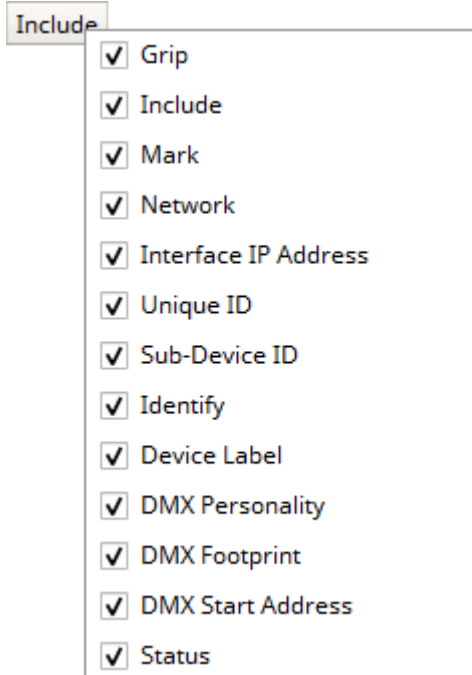 Include
Grip
Include
Mark
Network
Interface IP Address
Unique ID
Sub-Device ID
Identify
Device Label
DMX Personality
DMX Footprint
DMX Start Address
Status